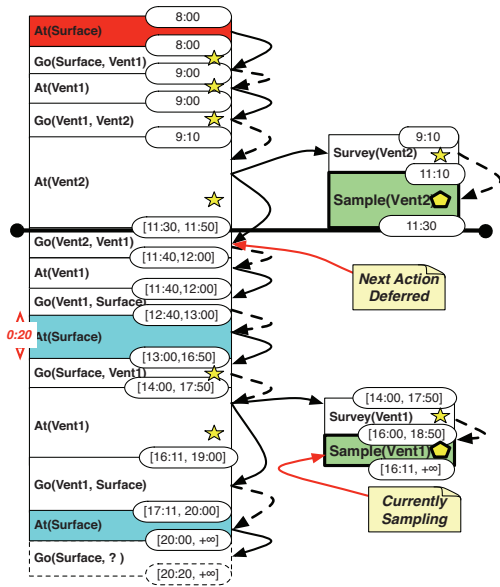 8:00
At(Surface)
8:00
Go(Surface, Vent1)
9:00
At(Vent1)
9:00
Go(Vent1, Vent2)
9:10
At(Vent2)
9:10
Survey(Vent2)
11:10
Sample(Vent2
11:30
[11:30, 11:50]
Go(Vent2, Vent1)
[11:40,12:00]
At(Vent1)
[11:40,12:00]
Go(Vent1, Surface)
[12:40,13:00]
0:20
At(Surface)
[13:00,16:50]
Go(Surface, Vent1)
[14:00, 17:50]
At(Vent1)
[16:11, 19:00]
Go(Vent1, Surface)
[17:11, 20:00]
At(Surface)
[20:00, +∞]
Go(Surface, ? )
[20:20, +∞]
Next Action
Deferred
[14:00, 17:50]
Survey(Vent1)
[16:00, 18:50]
Sample(Vent1)
[16:11, +∞]
Currently
Sampling